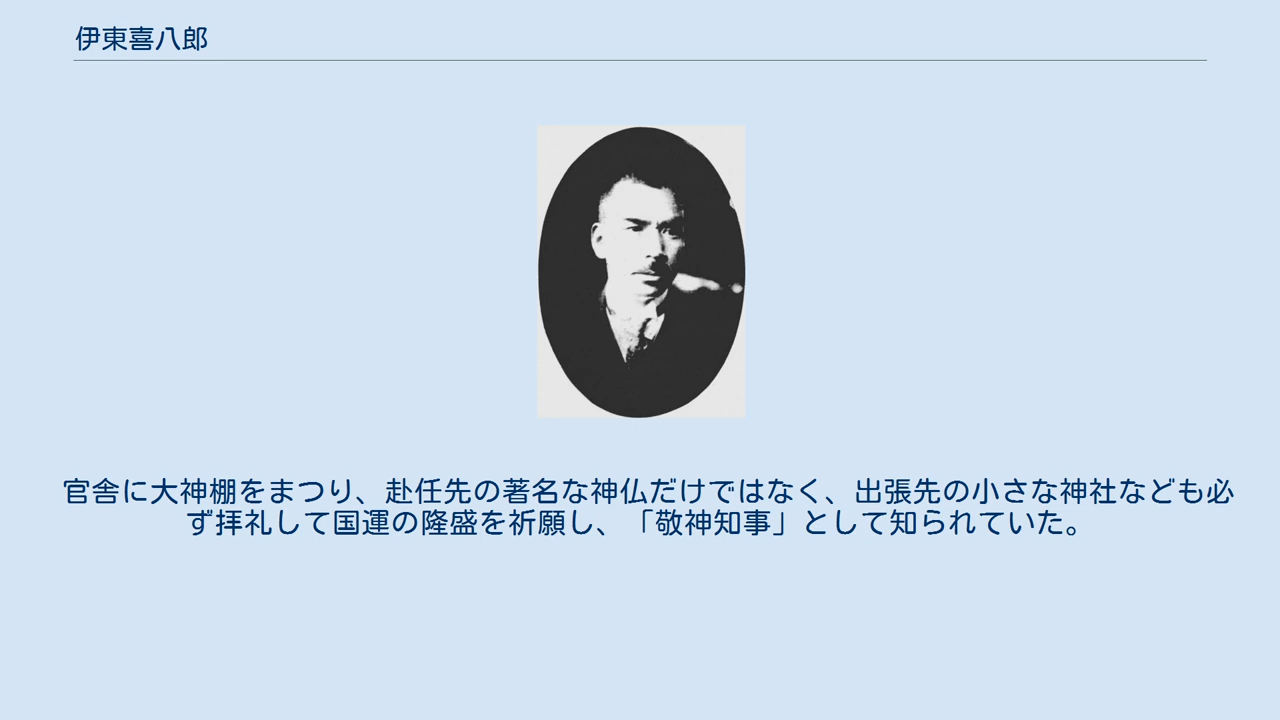 伊東喜八郎
官舎に大神棚をまつり、赴任先の著名な神仏だけではなく、出張先の小さな神社なども必
ず拝礼して国運の隆盛を祈願し、「敬神知事」として知られていた。